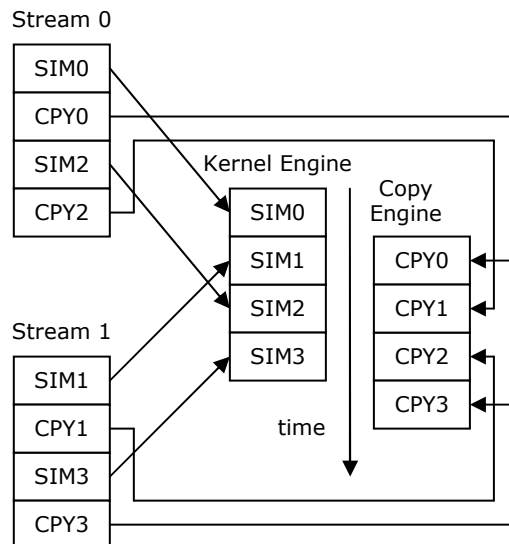 Stream 0
SIM0
CPY0
SIM2
CPY2
Kernel Engine
SIM0
SIM1
SIM2
SIM3
Copy
Engine
CPY0
CPY1
CPY2
CPY3
time
Stream 1
SIM1
CPY1
SIM3
CPY3